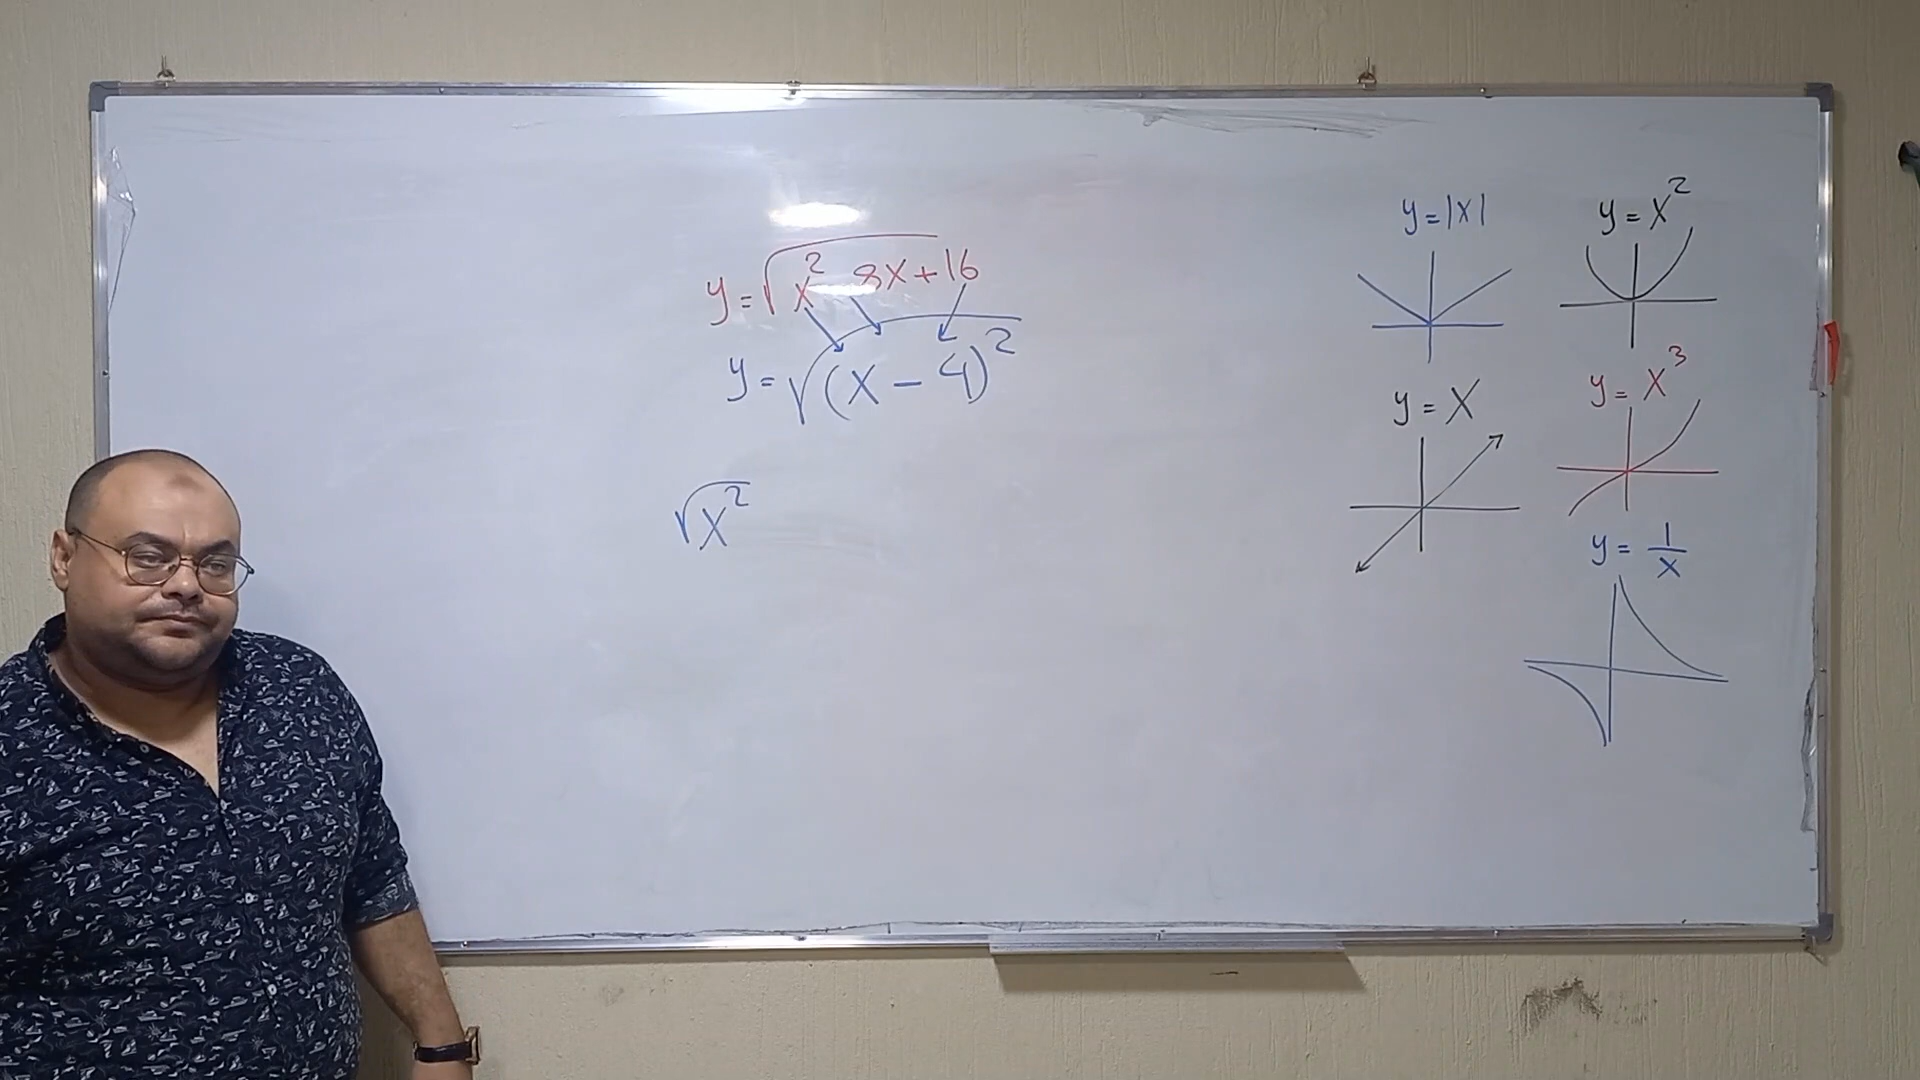 y = √x² 8x + 16
y = √(x - 4)²
√x²
y = |x|
y = x²
y = x
y = x³
y = 1/x